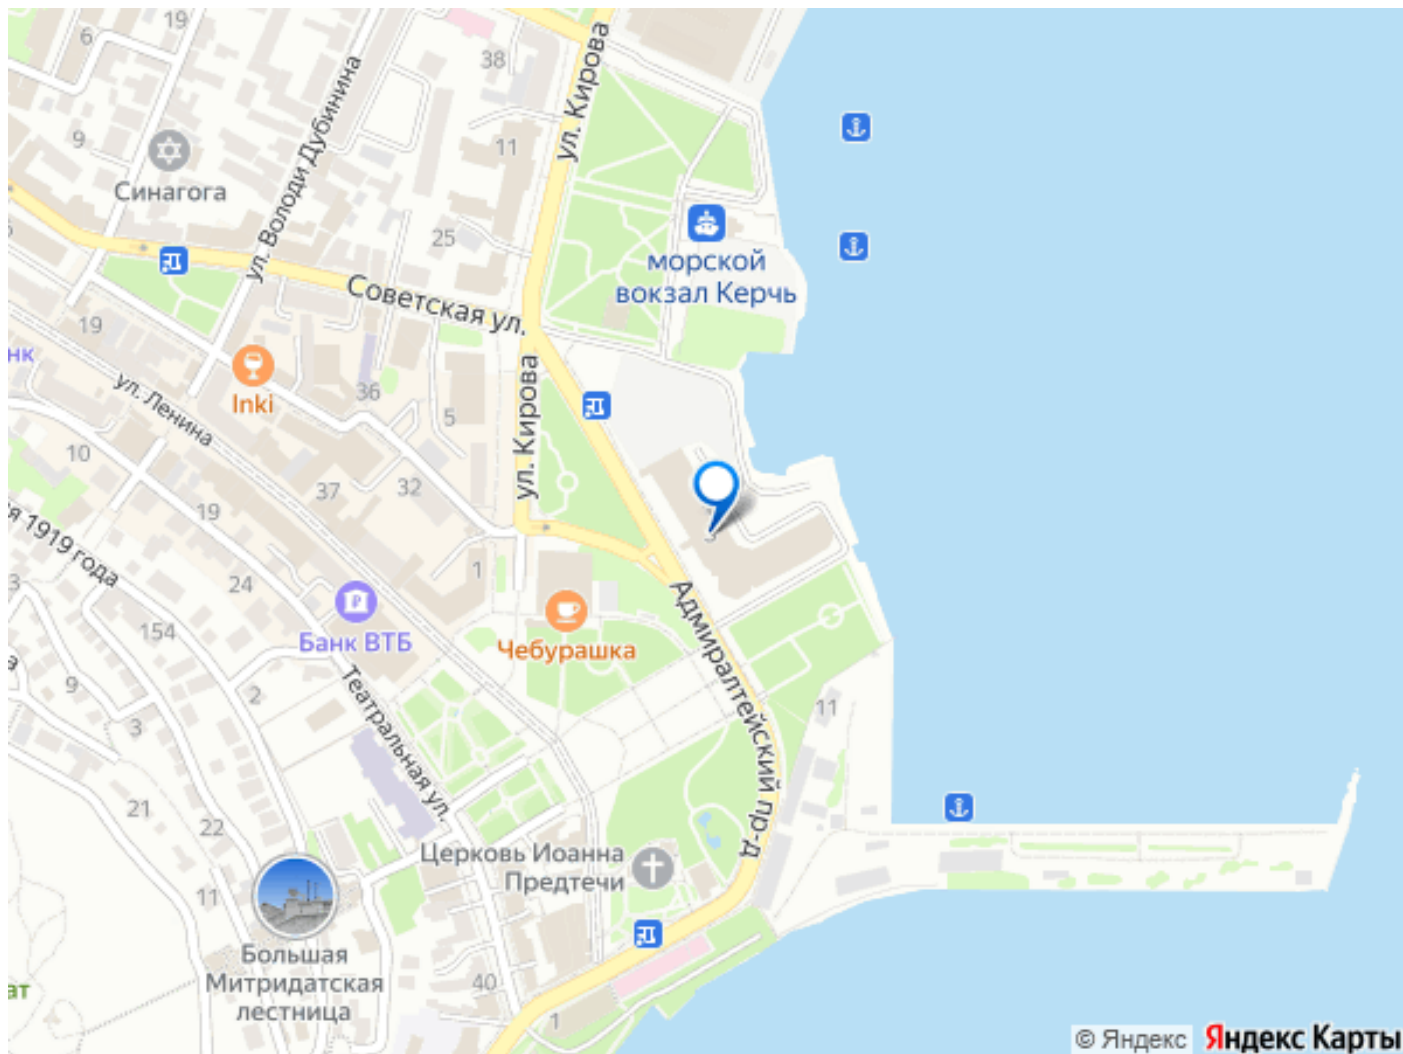 19
6
38
ул. Кирова
ул. Володи Дубинина
9
11
Синагога
25
морской
вокзал Керчь
Советская ул.
19
нк
Inki
36
ул. Ленина
ул. Кирова
5
10
37
32
19
я 1919 года
3
24
1
Адмиралтейский пр-д
Банк ВТБ
Чебурашка
154
а
9
2
3
Театральная ул.
11
21
22
Церковь Иоанна
Предтечи
11
Большая
Митридатская
лестница
40
ат
1
© Яндекс Яндекс Карты